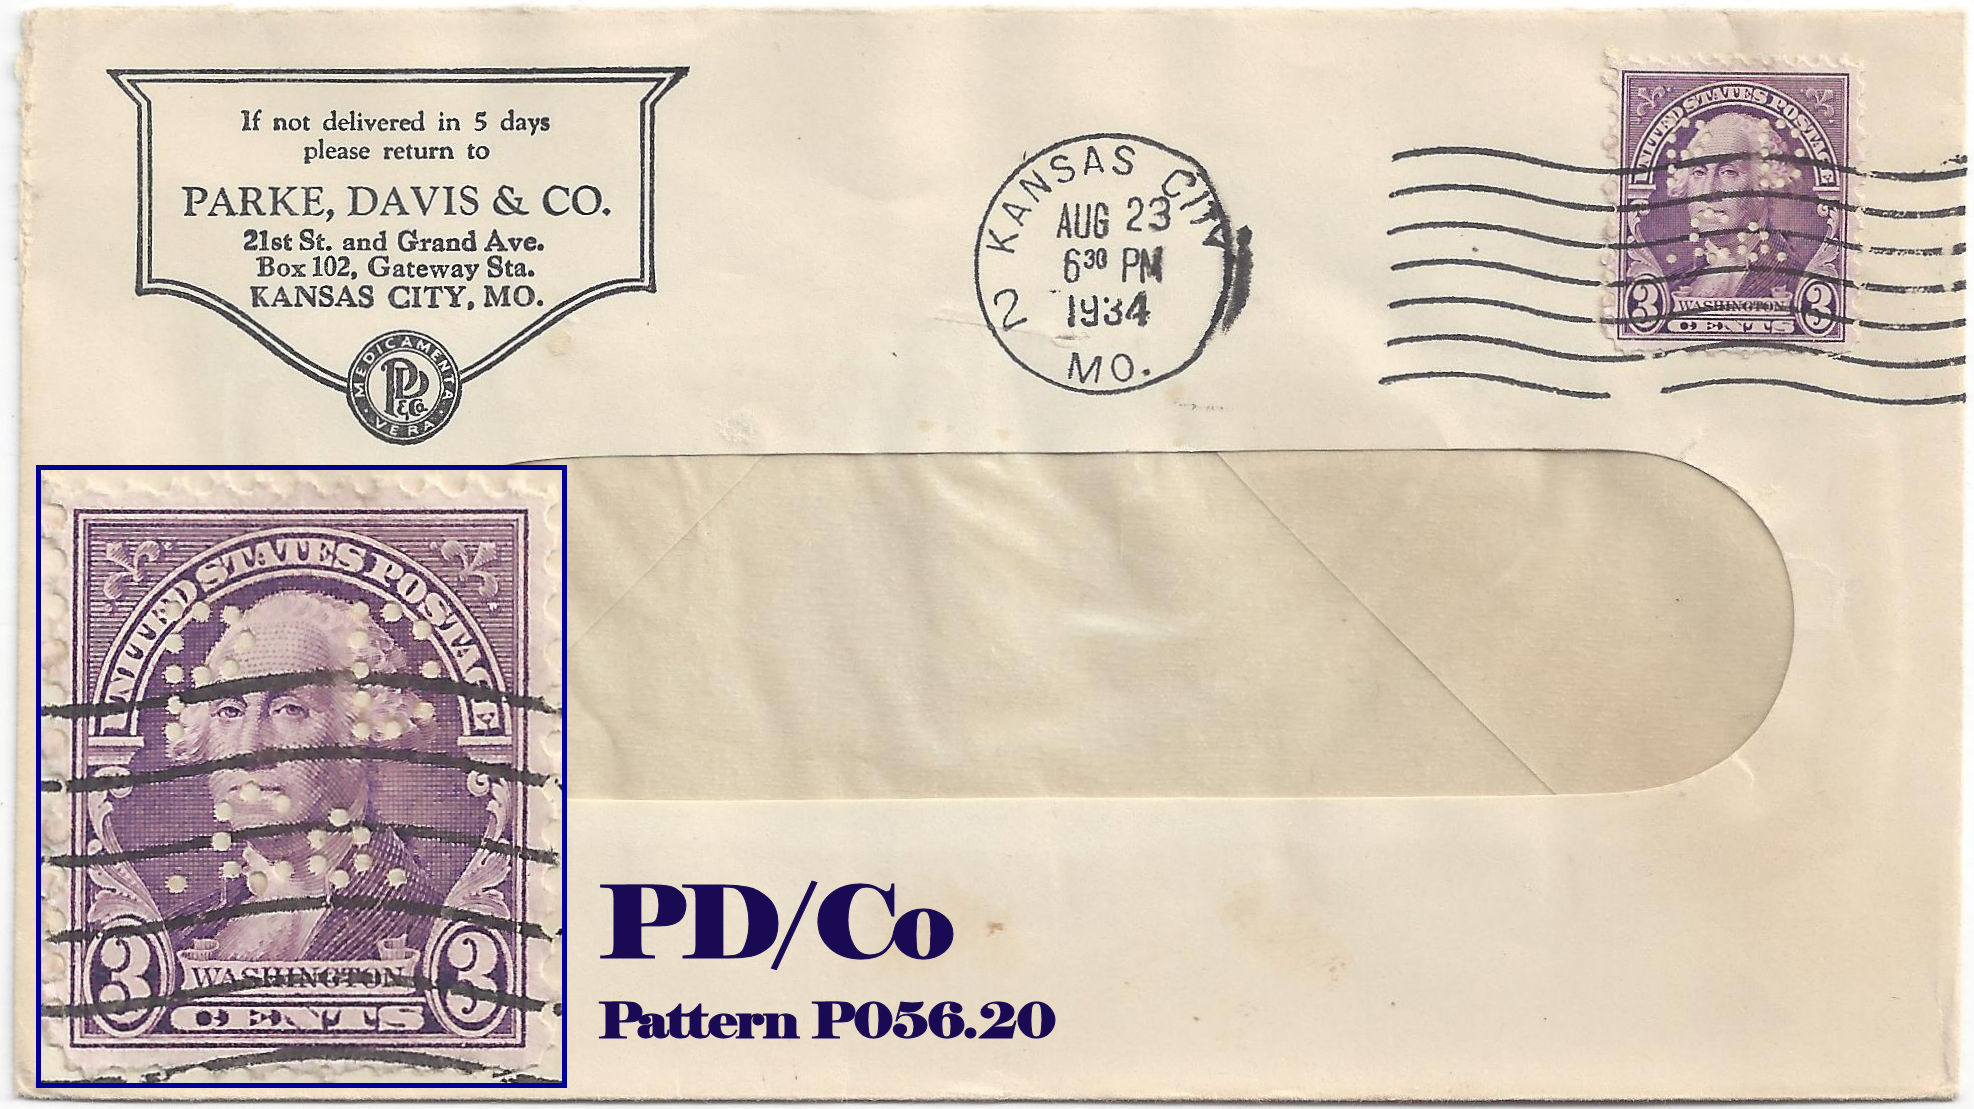 If not delivered in 5 days
please return to
PARKE, DAVIS & CO.
21st St. and Grand Ave.
Box 102, Gateway Sta.
KANSAS CITY, MO.
MEDICAMENTA VERA
PD & Co.
KANSAS CITY
AUG 23
6 30 PM
1934
2
MO.
UNITED STATES POSTAGE
3 WASHINGTON 3
CENTS
UNITED STATES POSTAGE
3 WASHINGTON 3
CENTS
PD/Co
Pattern P056.20